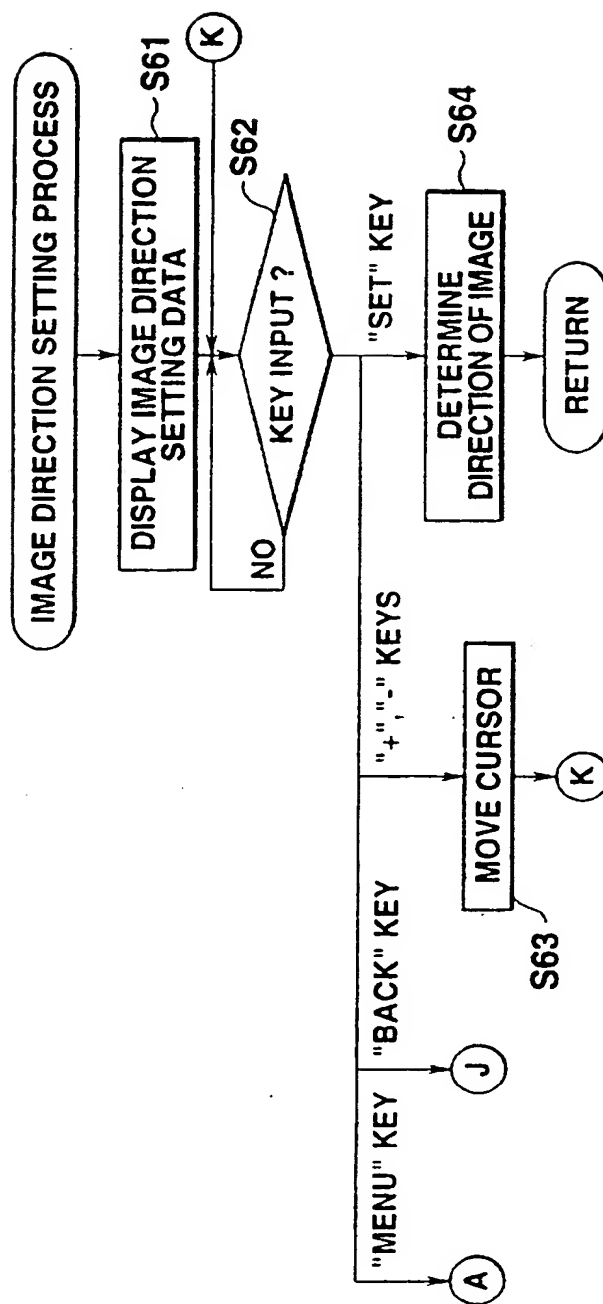 IMAGE DIRECTION SETTING PROCESS
DISPLAY IMAGE DIRECTION
SETTING DATA
S61
K
S62
KEY INPUT ?
NO
"MENU" KEY
"BACK" KEY
"+","-" KEYS
"SET" KEY
A
J
MOVE CURSOR
S63
K
DETERMINE
DIRECTION OF IMAGE
S64
RETURN